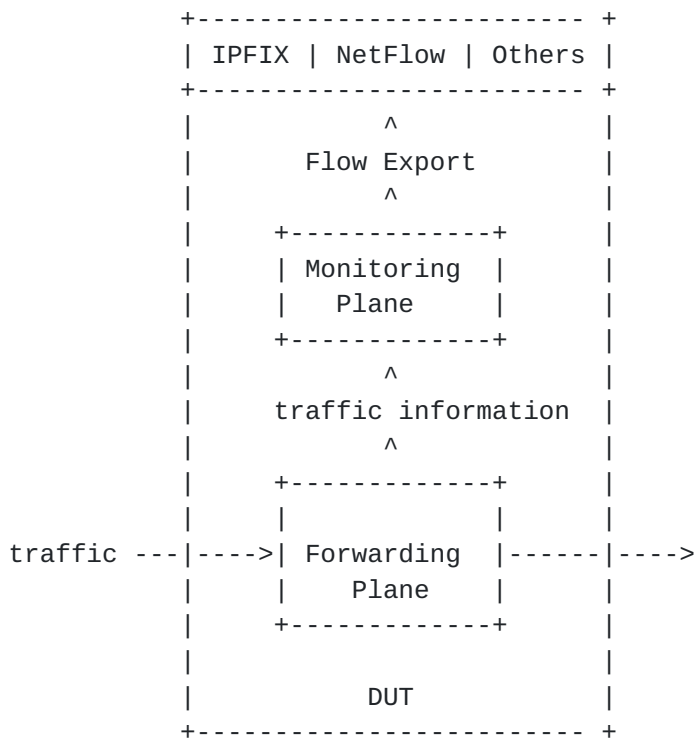 IPFIX | NetFlow | Others
Flow Export
Monitoring
Plane
traffic information
traffic
Forwarding
Plane
DUT